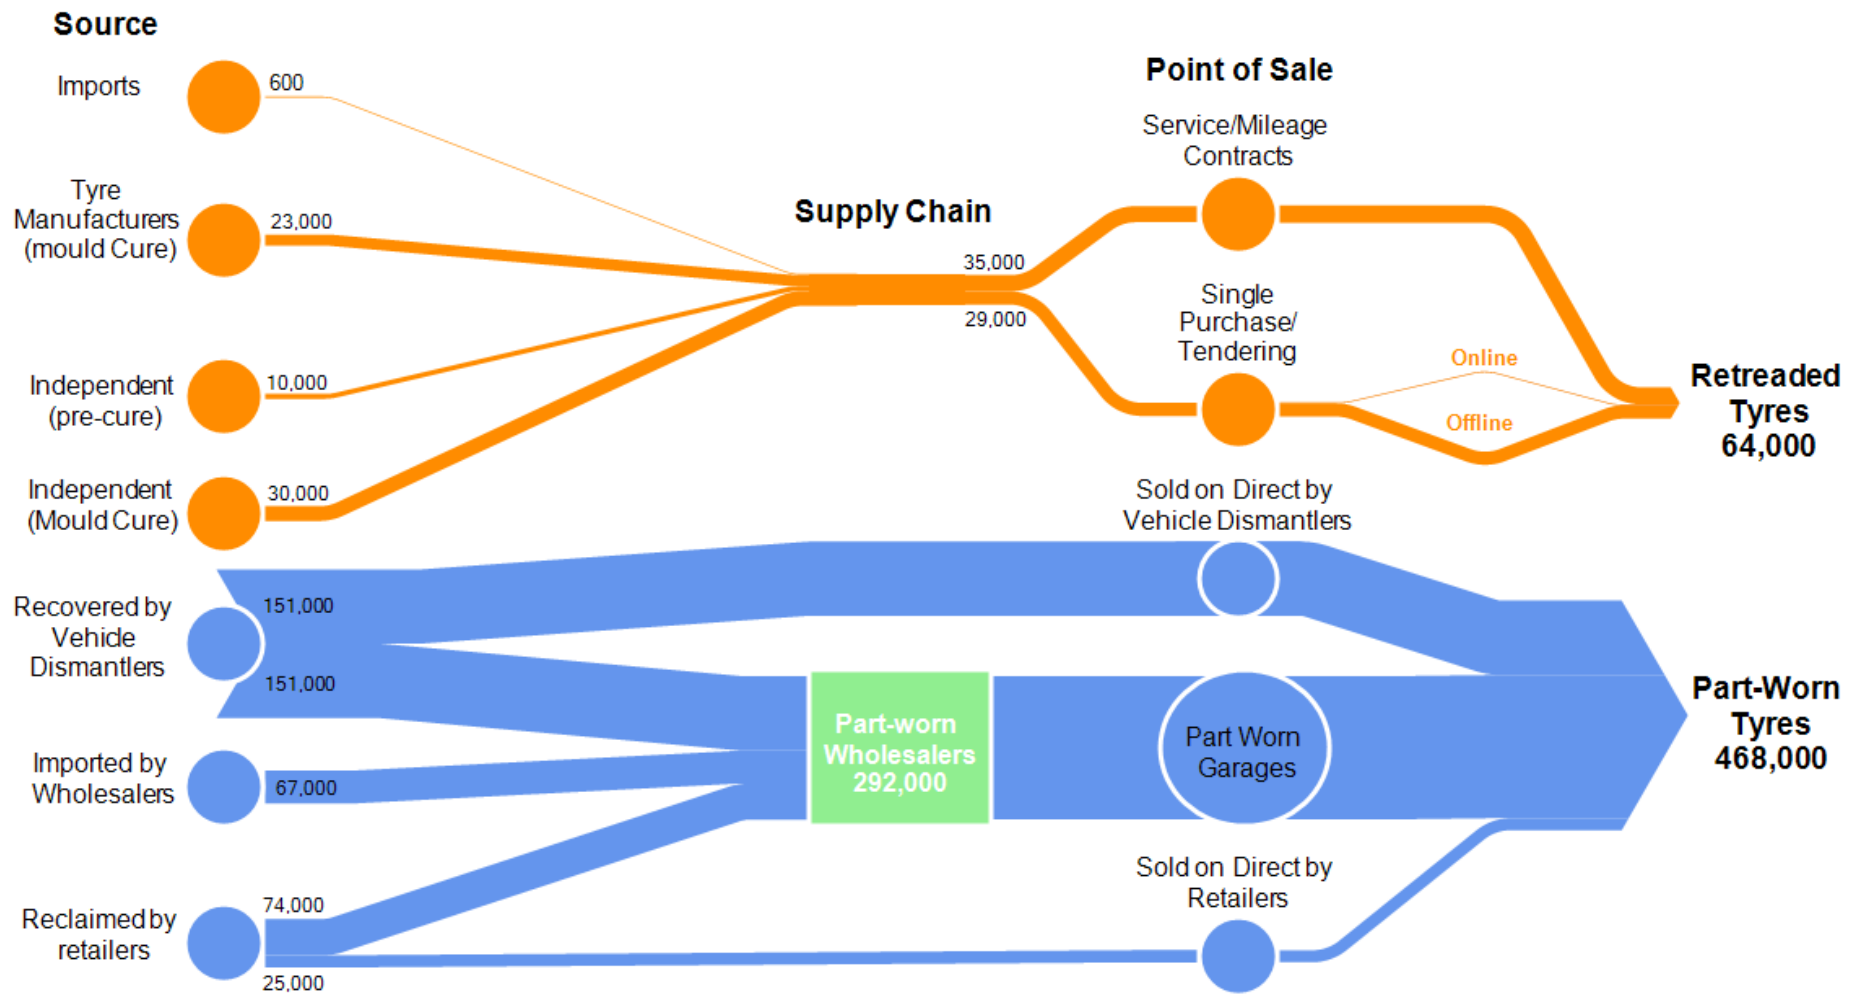 Source
Imports
600
Tyre
Manufacturers
(mould Cure)
23,000
Independent
(pre-cure)
10,000
Independent
(Mould Cure)
30,000
Supply Chain
35,000
29,000
Point of Sale
Service/Mileage
Contracts
Single
Purchase/
Tendering
Online
Offline
Retreaded
Tyres
64,000
Recovered by
Vehicle
Dismantlers
151,000
151,000
Imported by
Wholesalers
67,000
Reclaimed by
retailers
74,000
25,000
Part-worn
Wholesalers
292,000
Sold on Direct by
Vehicle Dismantlers
Part Worn
Garages
Sold on Direct by
Retailers
Part-Worn
Tyres
468,000